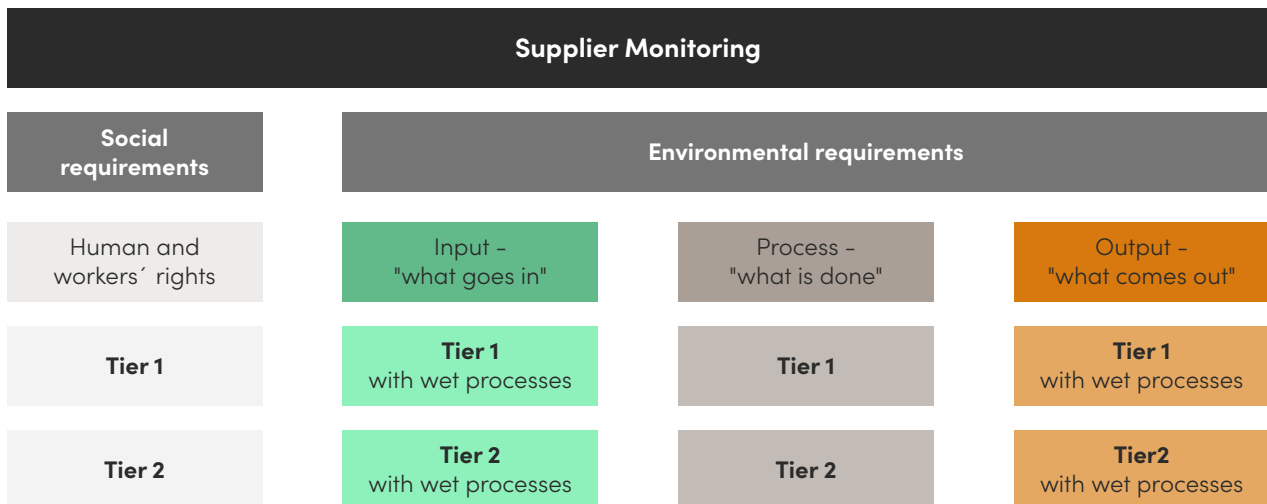 Supplier Monitoring
Social
requirements
Environmental requirements
Human and
workers´ rights
Input -
"what goes in"
Process -
"what is done"
Output -
"what comes out"
Tier 1
Tier 1
with wet processes
Tier 1
Tier 1
with wet processes
Tier 2
Tier 2
with wet processes
Tier 2
Tier2
with wet processes